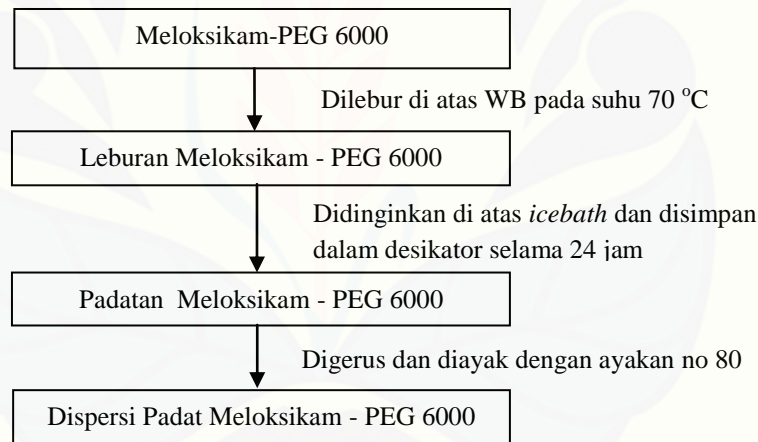 Meloksikam-PEG 6000
Dilebur di atas WB pada suhu 70 °C
Leburan Meloksikam - PEG 6000
Didinginkan di atas icebath dan disimpan
dalam desikator selama 24 jam
Padatan Meloksikam - PEG 6000
Digerus dan diayak dengan ayakan no 80
Dispersi Padat Meloksikam - PEG 6000